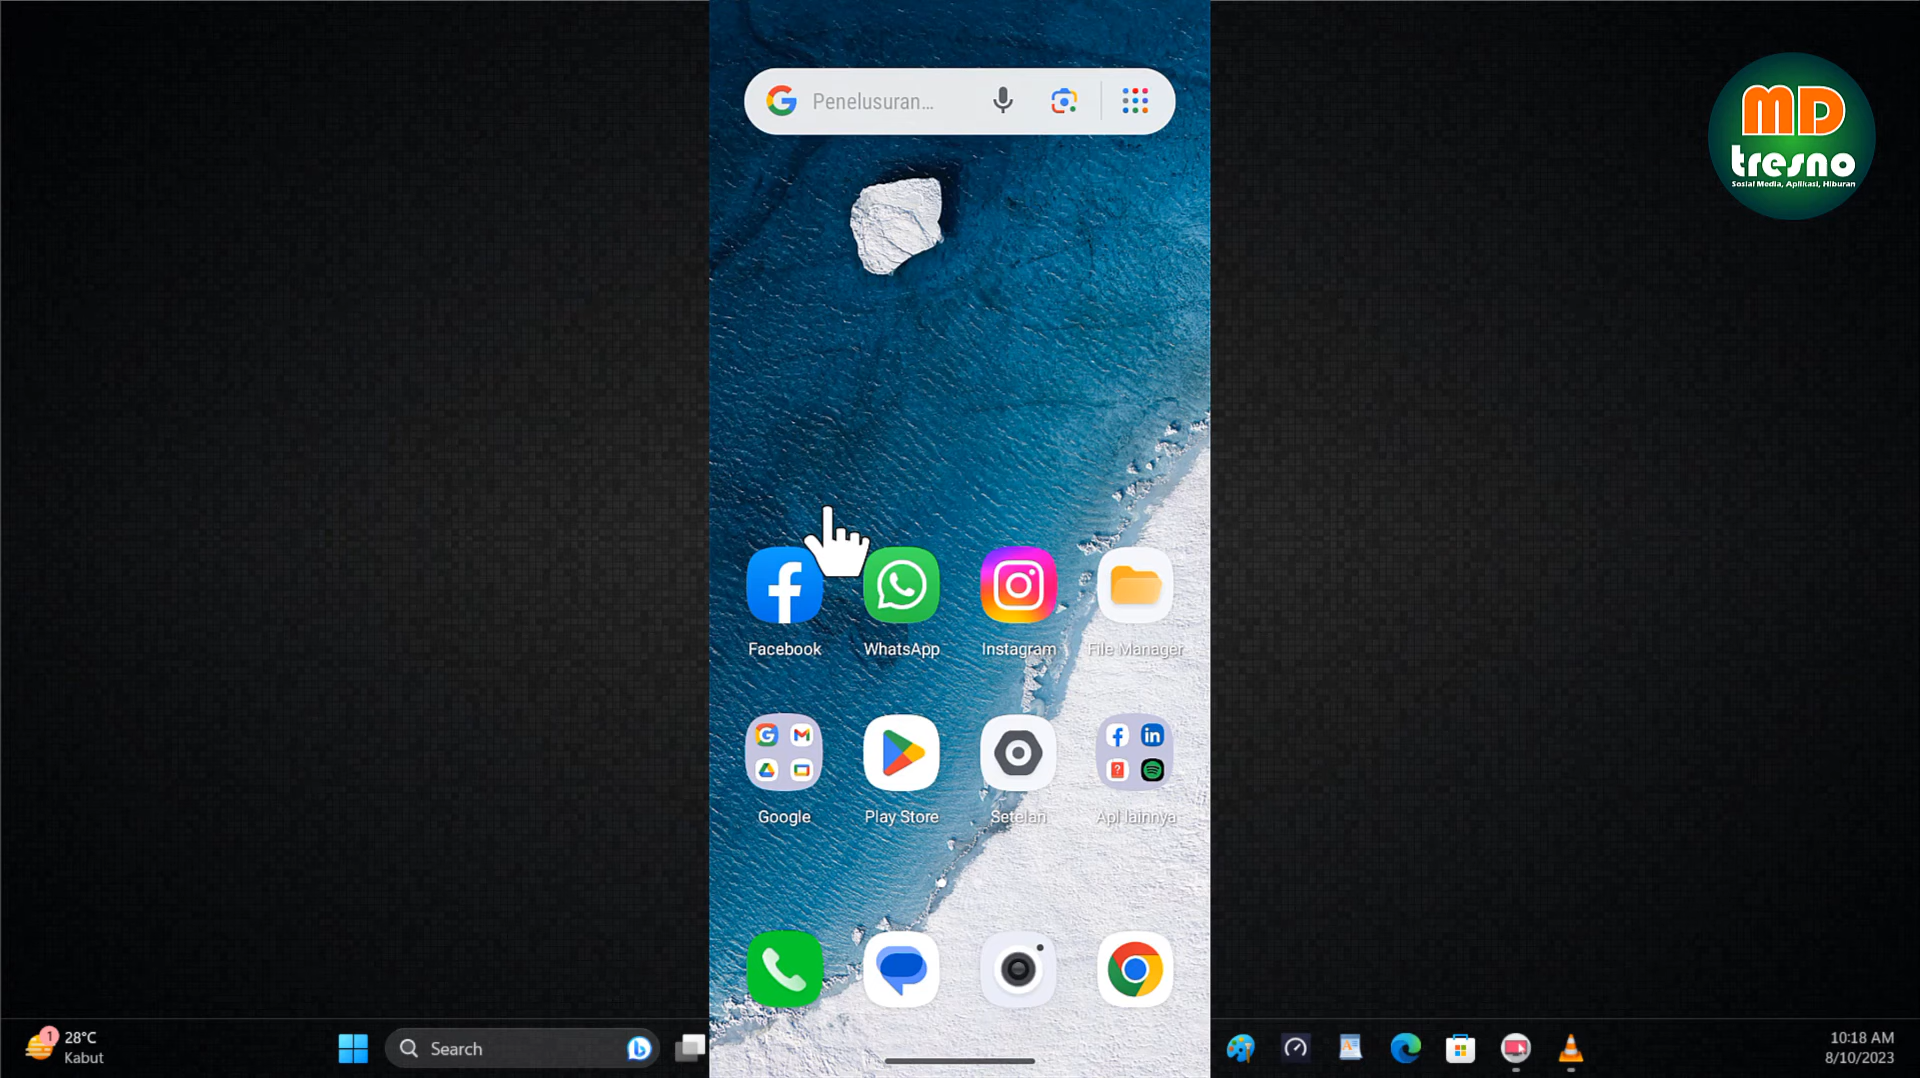 Penelusuran...
MD
tresno
Sosial Media, Aplikasi, Hiburan
Facebook
WhatsApp
Instagram
File Manager
Google
Play Store
Setelan
Apl lainnya
1
28°C
Kabut
Search
10:18 AM
8/10/2023